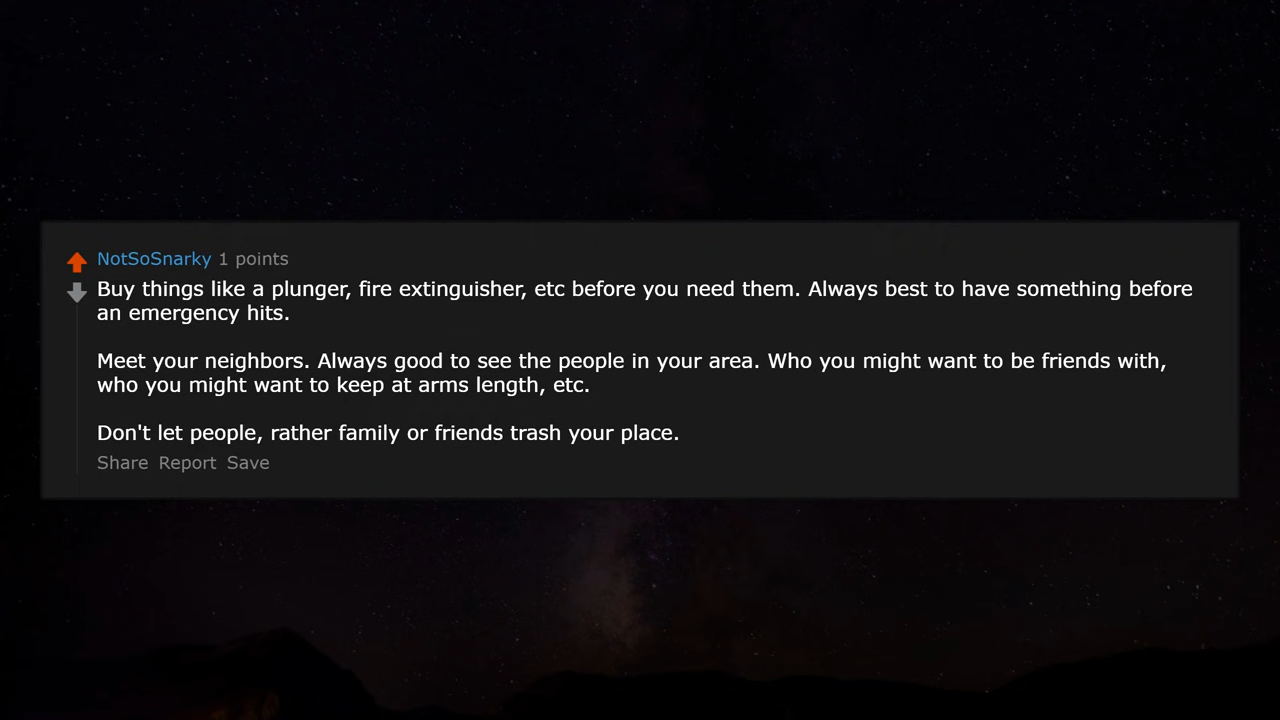 NotSoSnarky 1 points
Buy things like a plunger, fire extinguisher, etc before you need them. Always best to have something before
an emergency hits.
Meet your neighbors. Always good to see the people in your area. Who you might want to be friends with,
who you might want to keep at arms length, etc.
Don't let people, rather family or friends trash your place.
Share Report Save